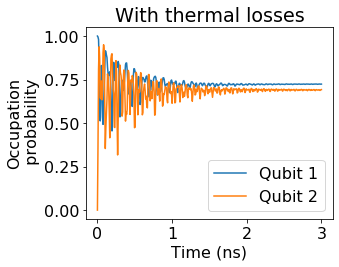 With thermal losses
Occupation
probability
1.00
0.75
0.50
0.25
0.00
Qubit 1
Qubit 2
0
1
2
3
Time (ns)